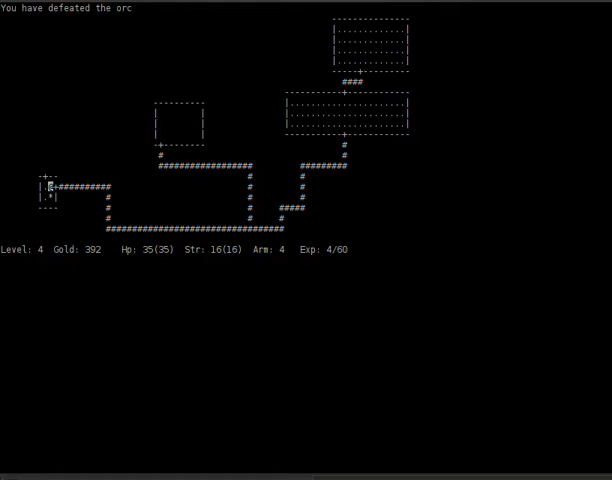 You have defeated the orc
Level: 4 Gold: 392 Hp: 35(35) Str: 16(16) Arm: 4 Exp: 4/60